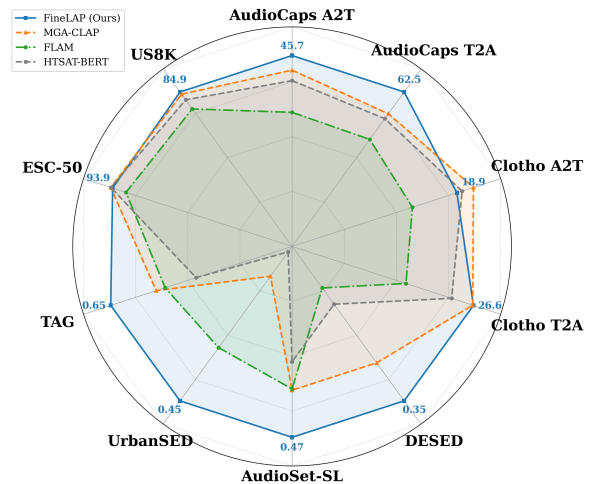 FineLAP (Ours)
MGA-CLAP
FLAM
HTSAT-BERT
AudioCaps A2T
45.7
AudioCaps T2A
62.5
US8K
84.9
ESC-50
93.9
Clotho A2T
18.9
TAG
0.65
Clotho T2A
26.6
UrbanSED
0.45
DESED
0.35
AudioSet-SL
0.47